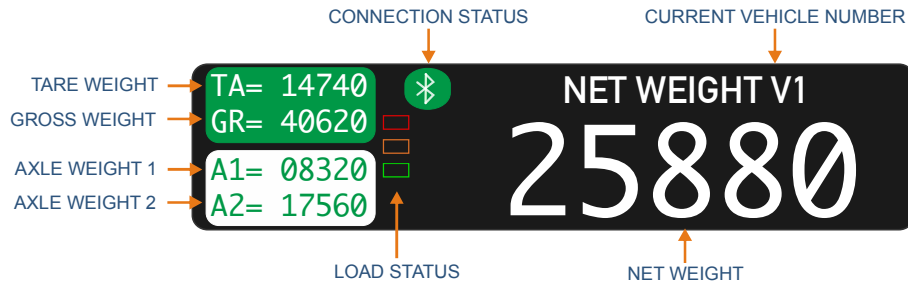 CONNECTION STATUS
CURRENT VEHICLE NUMBER
TARE WEIGHT
TA= 14740
NET WEIGHT V1
GROSS WEIGHT
GR= 40620
25880
AXLE WEIGHT 1
A1= 08320
AXLE WEIGHT 2
A2= 17560
LOAD STATUS
NET WEIGHT